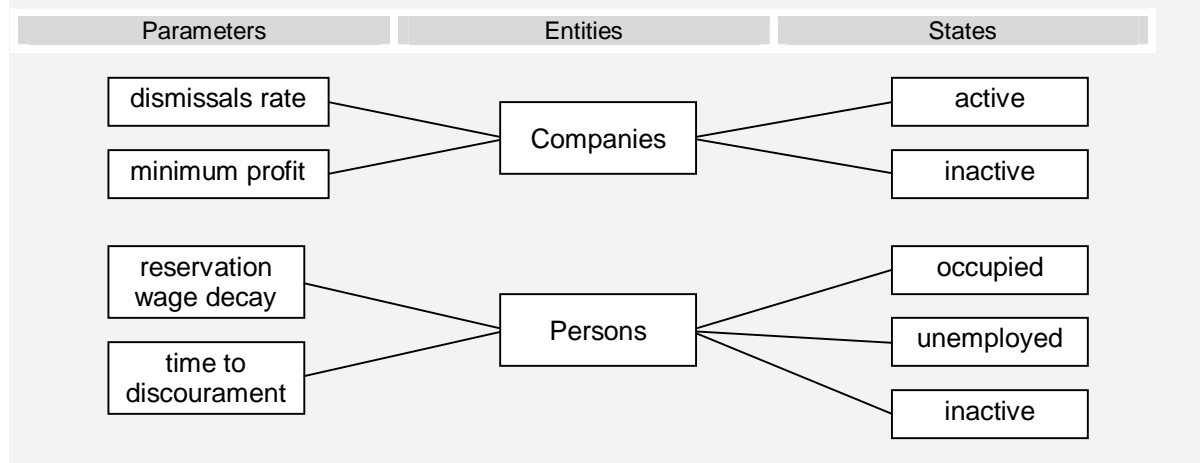 Parameters
Entities
States
dismissals rate
minimum profit
Companies
active
inactive
reservation
wage decay
time to
discourament
Persons
occupied
unemployed
inactive